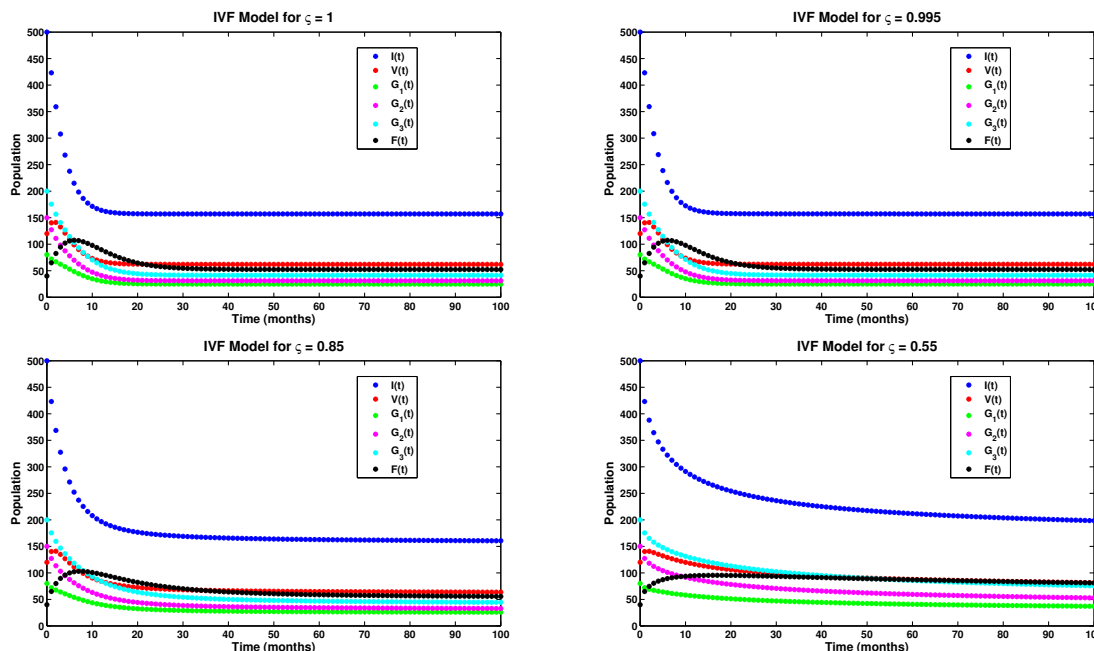 IVF Model for ς = 1
500
450
400
350
300
250
200
150
100
50
0
Population
I(t)
V(t)
G₁(t)
G₂(t)
G₃(t)
F(t)
0 10 20 30 40 50 60 70 80 90 100
Time (months)
IVF Model for ς = 0.995
500
450
400
350
300
250
200
150
100
50
0
Population
I(t)
V(t)
G₁(t)
G₂(t)
G₃(t)
F(t)
0 10 20 30 40 50 60 70 80 90 100
Time (months)
IVF Model for ς = 0.85
500
450
400
350
300
250
200
150
100
50
0
Population
I(t)
V(t)
G₁(t)
G₂(t)
G₃(t)
F(t)
0 10 20 30 40 50 60 70 80 90 100
Time (months)
IVF Model for ς = 0.55
500
450
400
350
300
250
200
150
100
50
0
Population
I(t)
V(t)
G₁(t)
G₂(t)
G₃(t)
F(t)
0 10 20 30 40 50 60 70 80 90 100
Time (months)